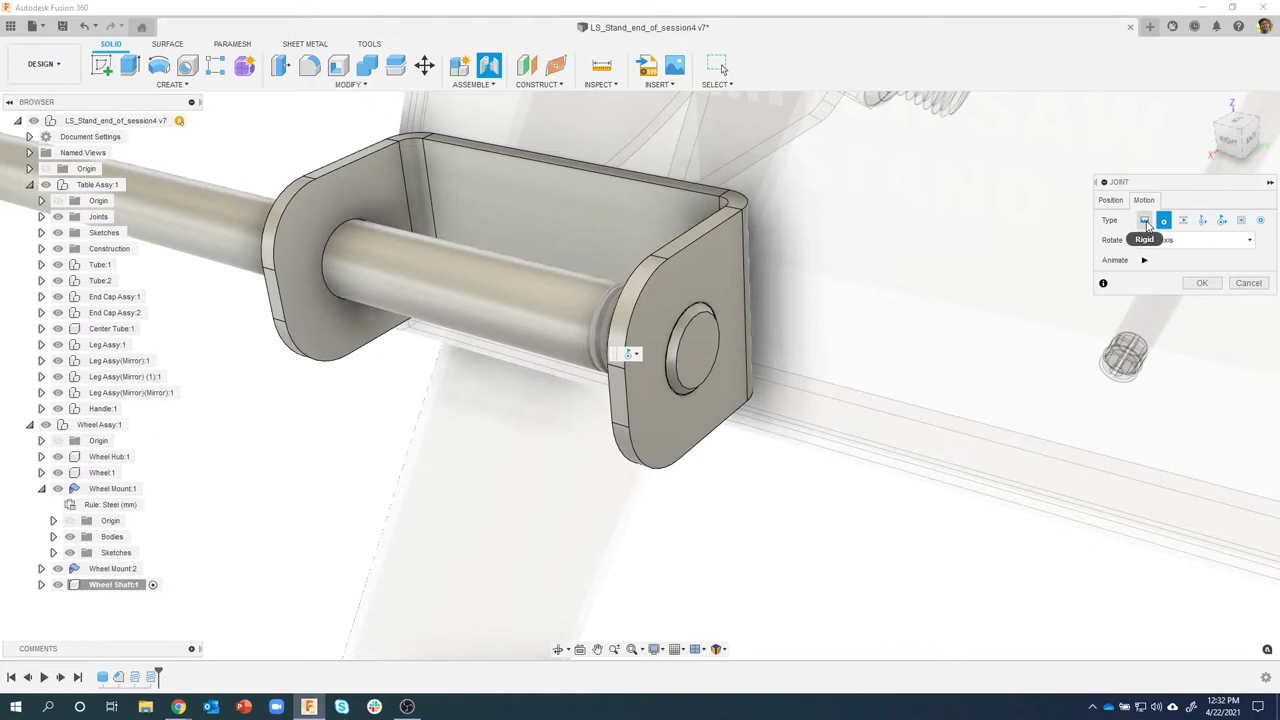 Autodesk Fusion 360
LS_Stand_end_of_session4 v7*
DESIGN
SOLID
SURFACE
PARAMESH
SHEET METAL
TOOLS
CREATE
MODIFY
ASSEMBLE
CONSTRUCT
INSPECT
INSERT
SELECT
BROWSER
LS_Stand_end_of_session4 v7
Document Settings
Named Views
Origin
Table Assy:1
Origin
Joints
Sketches
Construction
Tube:1
Tube:2
End Cap Assy:1
End Cap Assy:2
Center Tube:1
Leg Assy:1
Leg Assy(Mirror):1
Leg Assy(Mirror) (1):1
Leg Assy(Mirror)(Mirror):1
Handle:1
Wheel Assy:1
Origin
Wheel Hub:1
Wheel:1
Wheel Mount:1
Rule: Steel (mm)
Origin
Bodies
Sketches
Wheel Mount:2
Wheel Shaft:1
Z
X
RIGHT
JOINT
Position
Motion
Type
Rotate
xis
Rigid
Animate
OK
Cancel
COMMENTS
12:32 PM
4/22/2021